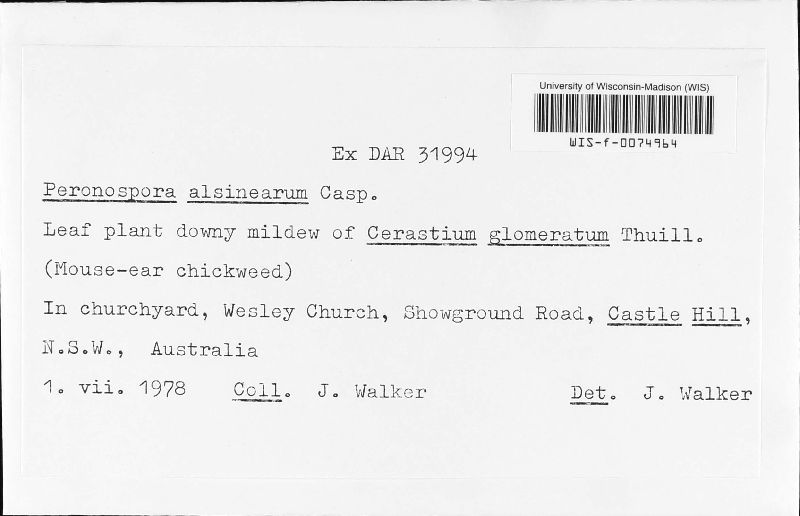 University of Wisconsin-Madison (WIS)
WIS-f-0074964
Ex DAR 31994
Peronospora alsinearum Casp.
Leaf plant downy mildew of Cerastium glomeratum Thuill.
(Mouse-ear chickweed)
In churchyard, Wesley Church, Showground Road, Castle Hill,
N.S.W., Australia
1. vii. 1978 Coll. J. Walker Det. J. Walker